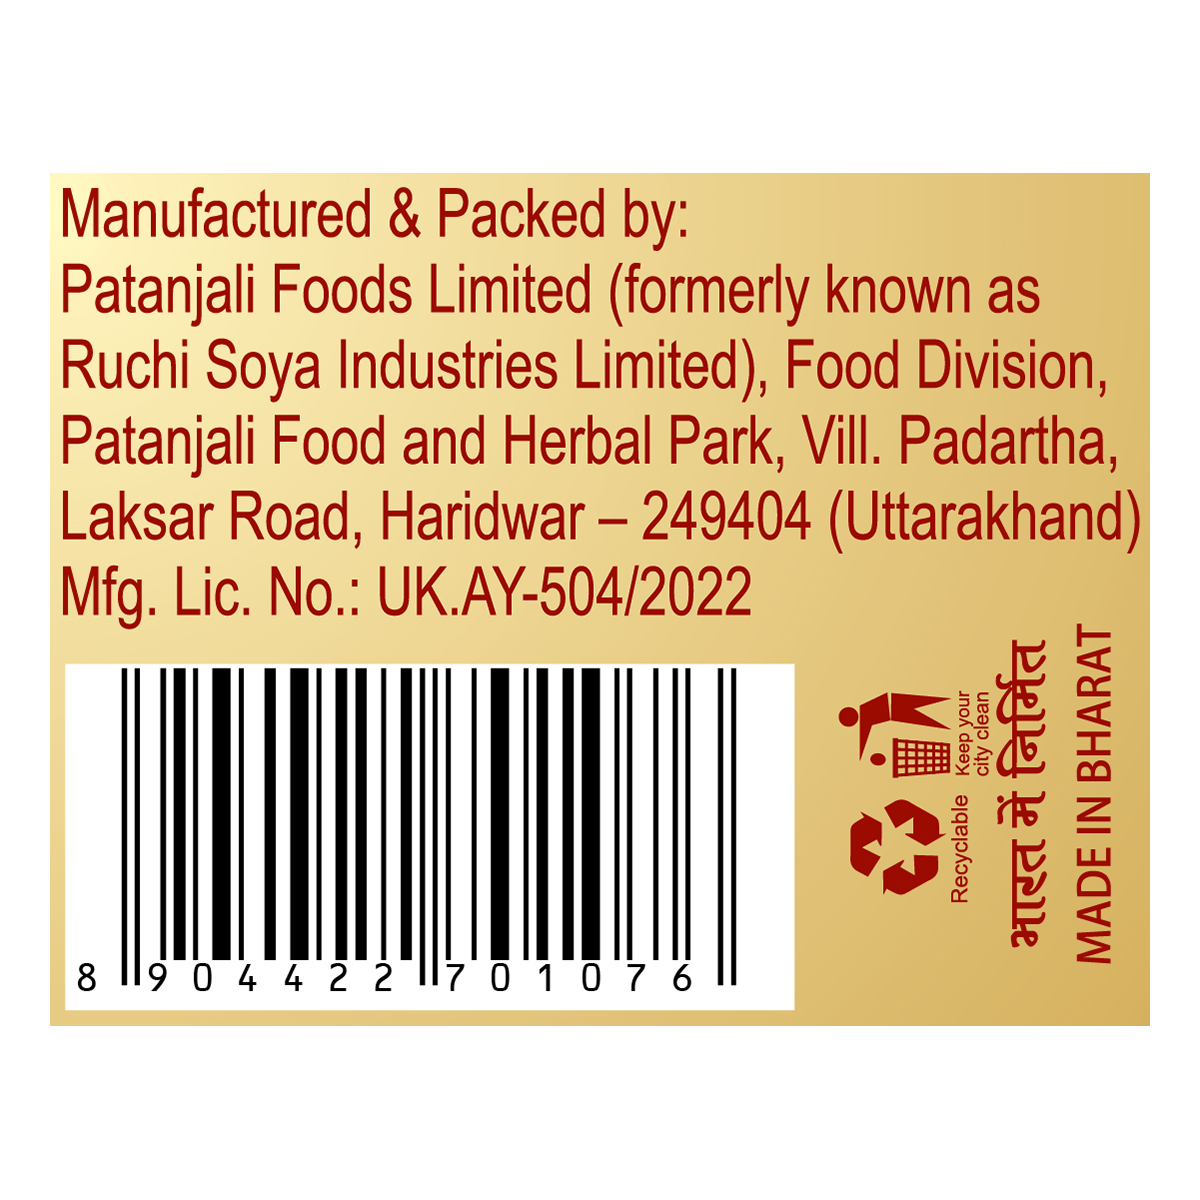 Manufactured & Packed by:
Patanjali Foods Limited (formerly known as
Ruchi Soya Industries Limited), Food Division,
Patanjali Food and Herbal Park, Vill. Padartha,
Laksar Road, Haridwar – 249404 (Uttarakhand)
Mfg. Lic. No.: UK.AY-504/2022
8 904422 701076
Recyclable
Keep your
city clean
भारत में निर्मित
MADE IN BHARAT